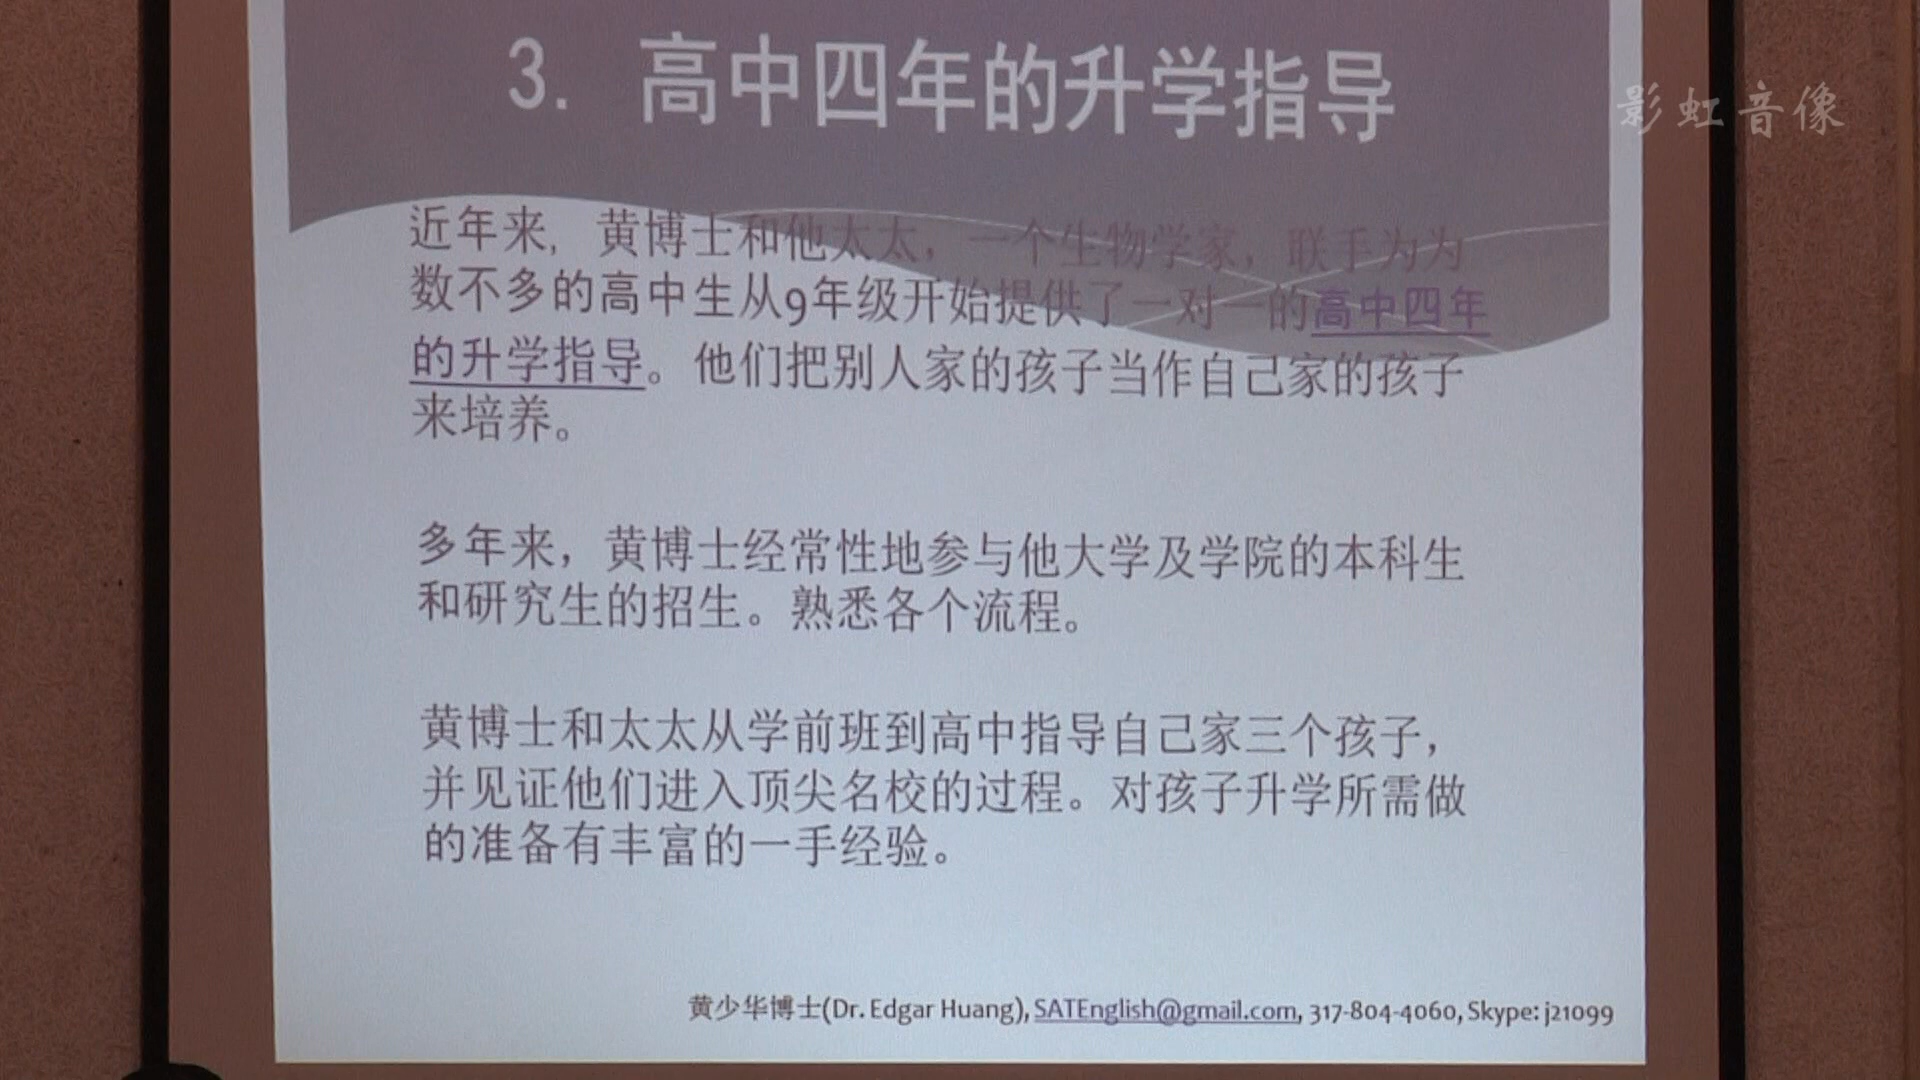 3. 高中四年的升学指导
影虹音像
近年来，黄博士和他太太，一个生物学家，联手为为
数不多的高中生从9年级开始提供了一对一的高中四年
的升学指导。他们把别人家的孩子当作自己家的孩子
来培养。
多年来，黄博士经常性地参与他大学及学院的本科生
和研究生的招生。熟悉各个流程。
黄博士和太太从学前班到高中指导自己家三个孩子，
并见证他们进入顶尖名校的过程。对孩子升学所需做
的准备有丰富的一手经验。
黄少华博士(Dr. Edgar Huang), SATEnglish@gmail.com, 317-804-4060, Skype: j21099